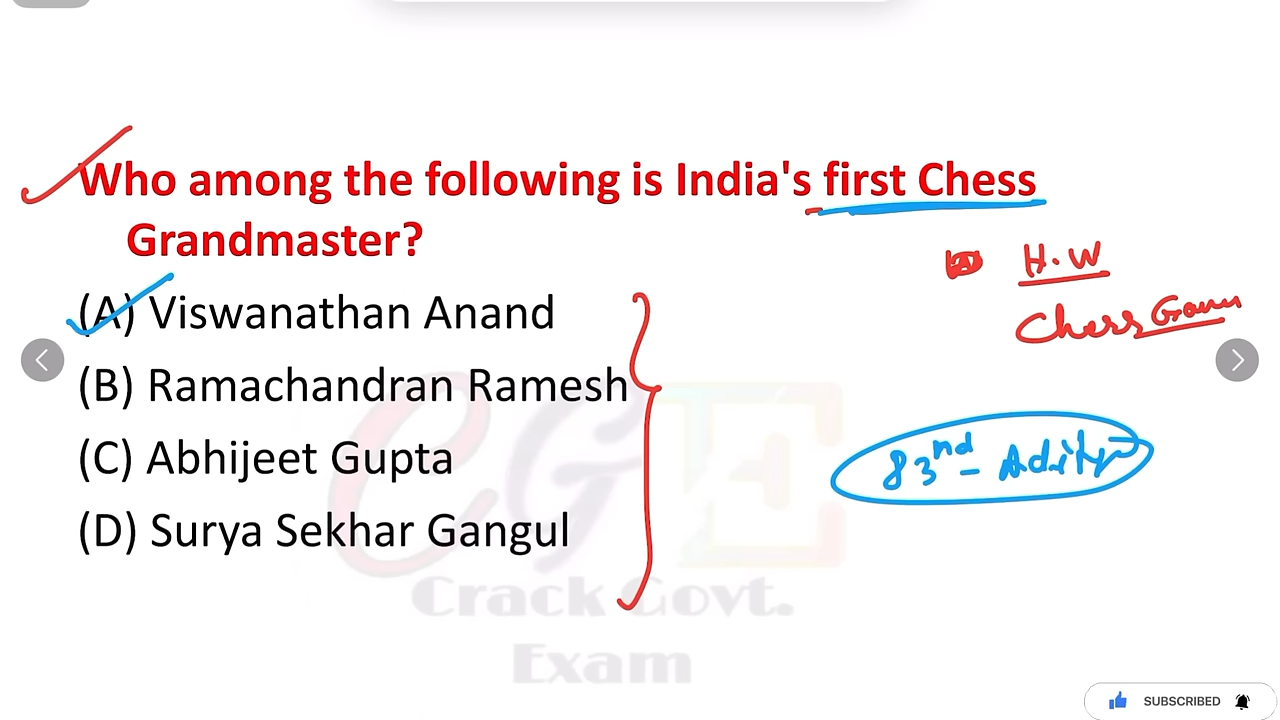 Who among the following is India's first Chess
Grandmaster?
H.W
(A) Viswanathan Anand
Chess
(B) Ramachandran Ramesh
(C) Abhijeet Gupta
83nd - Aditya
(D) Surya Sekhar Gangul
CGE
Crack Govt.
Exam
SUBSCRIBED